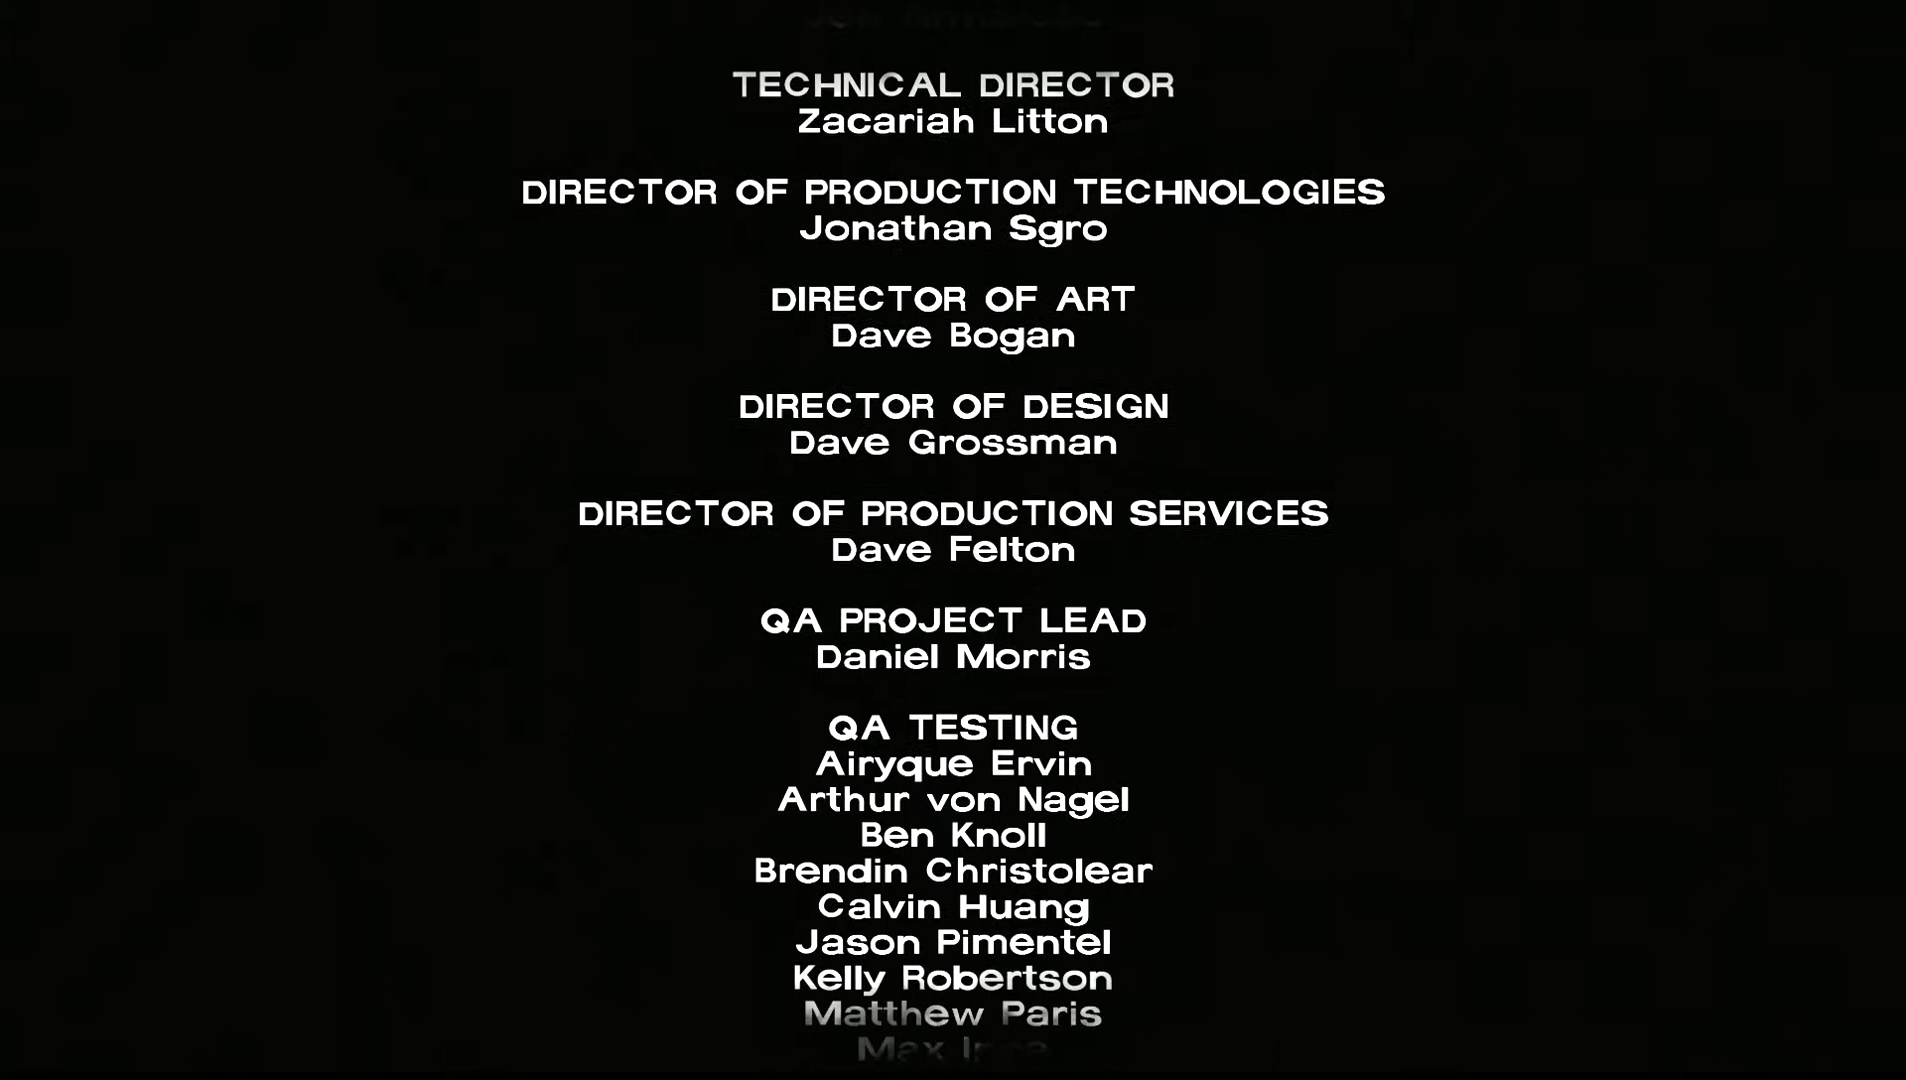 TECHNICAL DIRECTOR
Zacariah Litton
DIRECTOR OF PRODUCTION TECHNOLOGIES
Jonathan Sgro
DIRECTOR OF ART
Dave Bogan
DIRECTOR OF DESIGN
Dave Grossman
DIRECTOR OF PRODUCTION SERVICES
Dave Felton
QA PROJECT LEAD
Daniel Morris
QA TESTING
Airyque Ervin
Arthur von Nagel
Ben Knoll
Brendin Christolear
Calvin Huang
Jason Pimentel
Kelly Robertson
Matthew Paris
Max